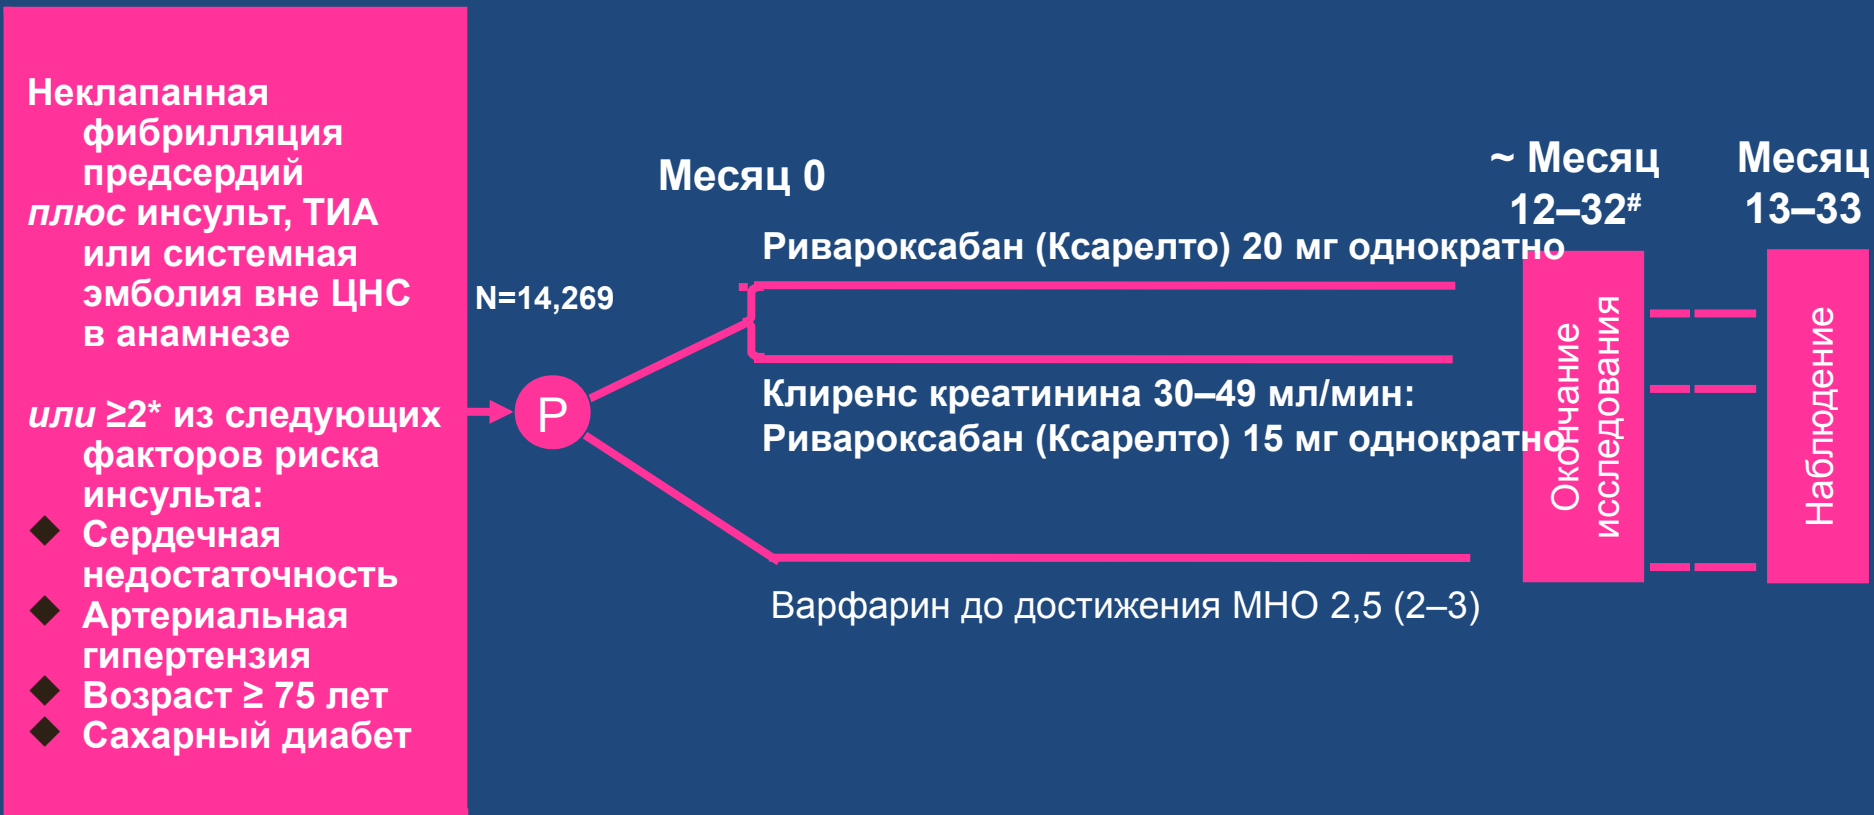 Неклапанная
фибрилляция
предсердий
плюс инсульт, ТИА
или системная
эмболия вне ЦНС
в анамнезе
или ≥2* из следующих
факторов риска
инсульта:
Сердечная
недостаточность
Артериальная
гипертензия
Возраст ≥ 75 лет
Сахарный диабет
N=14,269
Р
Месяц 0
Ривароксабан (Ксарелто) 20 мг однократно
Клиренс креатинина 30–49 мл/мин:
Ривароксабан (Ксарелто) 15 мг однократно
Варфарин до достижения МНО 2,5 (2–3)
~ Месяц
12–32#
Окончание
исследования
Месяц
13–33
Наблюдение